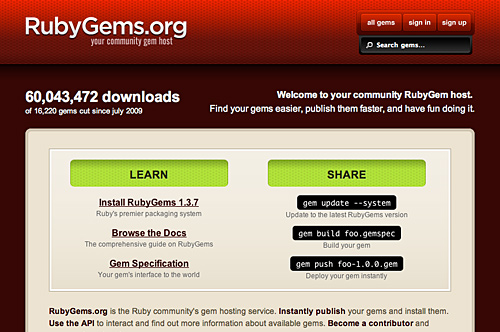 RubyGems.org
your community gem host
all gems sign in sign up
Search gems...
60,043,472 downloads
of 16,220 gems cut since july 2009
Welcome to your community RubyGem host.
Find your gems easier, publish them faster, and have fun doing it.
LEARN
Install RubyGems 1.3.7
Ruby's premier packaging system
Browse the Docs
The comprehensive guide on RubyGems
Gem Specification
Your gem's interface to the world
SHARE
gem update --system
Update to the latest RubyGems version
gem build foo.gemspec
Build your gem
gem push foo-1.0.0.gem
Deploy your gem instantly
RubyGems.org is the Ruby community's gem hosting service. Instantly publish your gems and install them.
Use the API to interact and find out more information about available gems. Become a contributor and